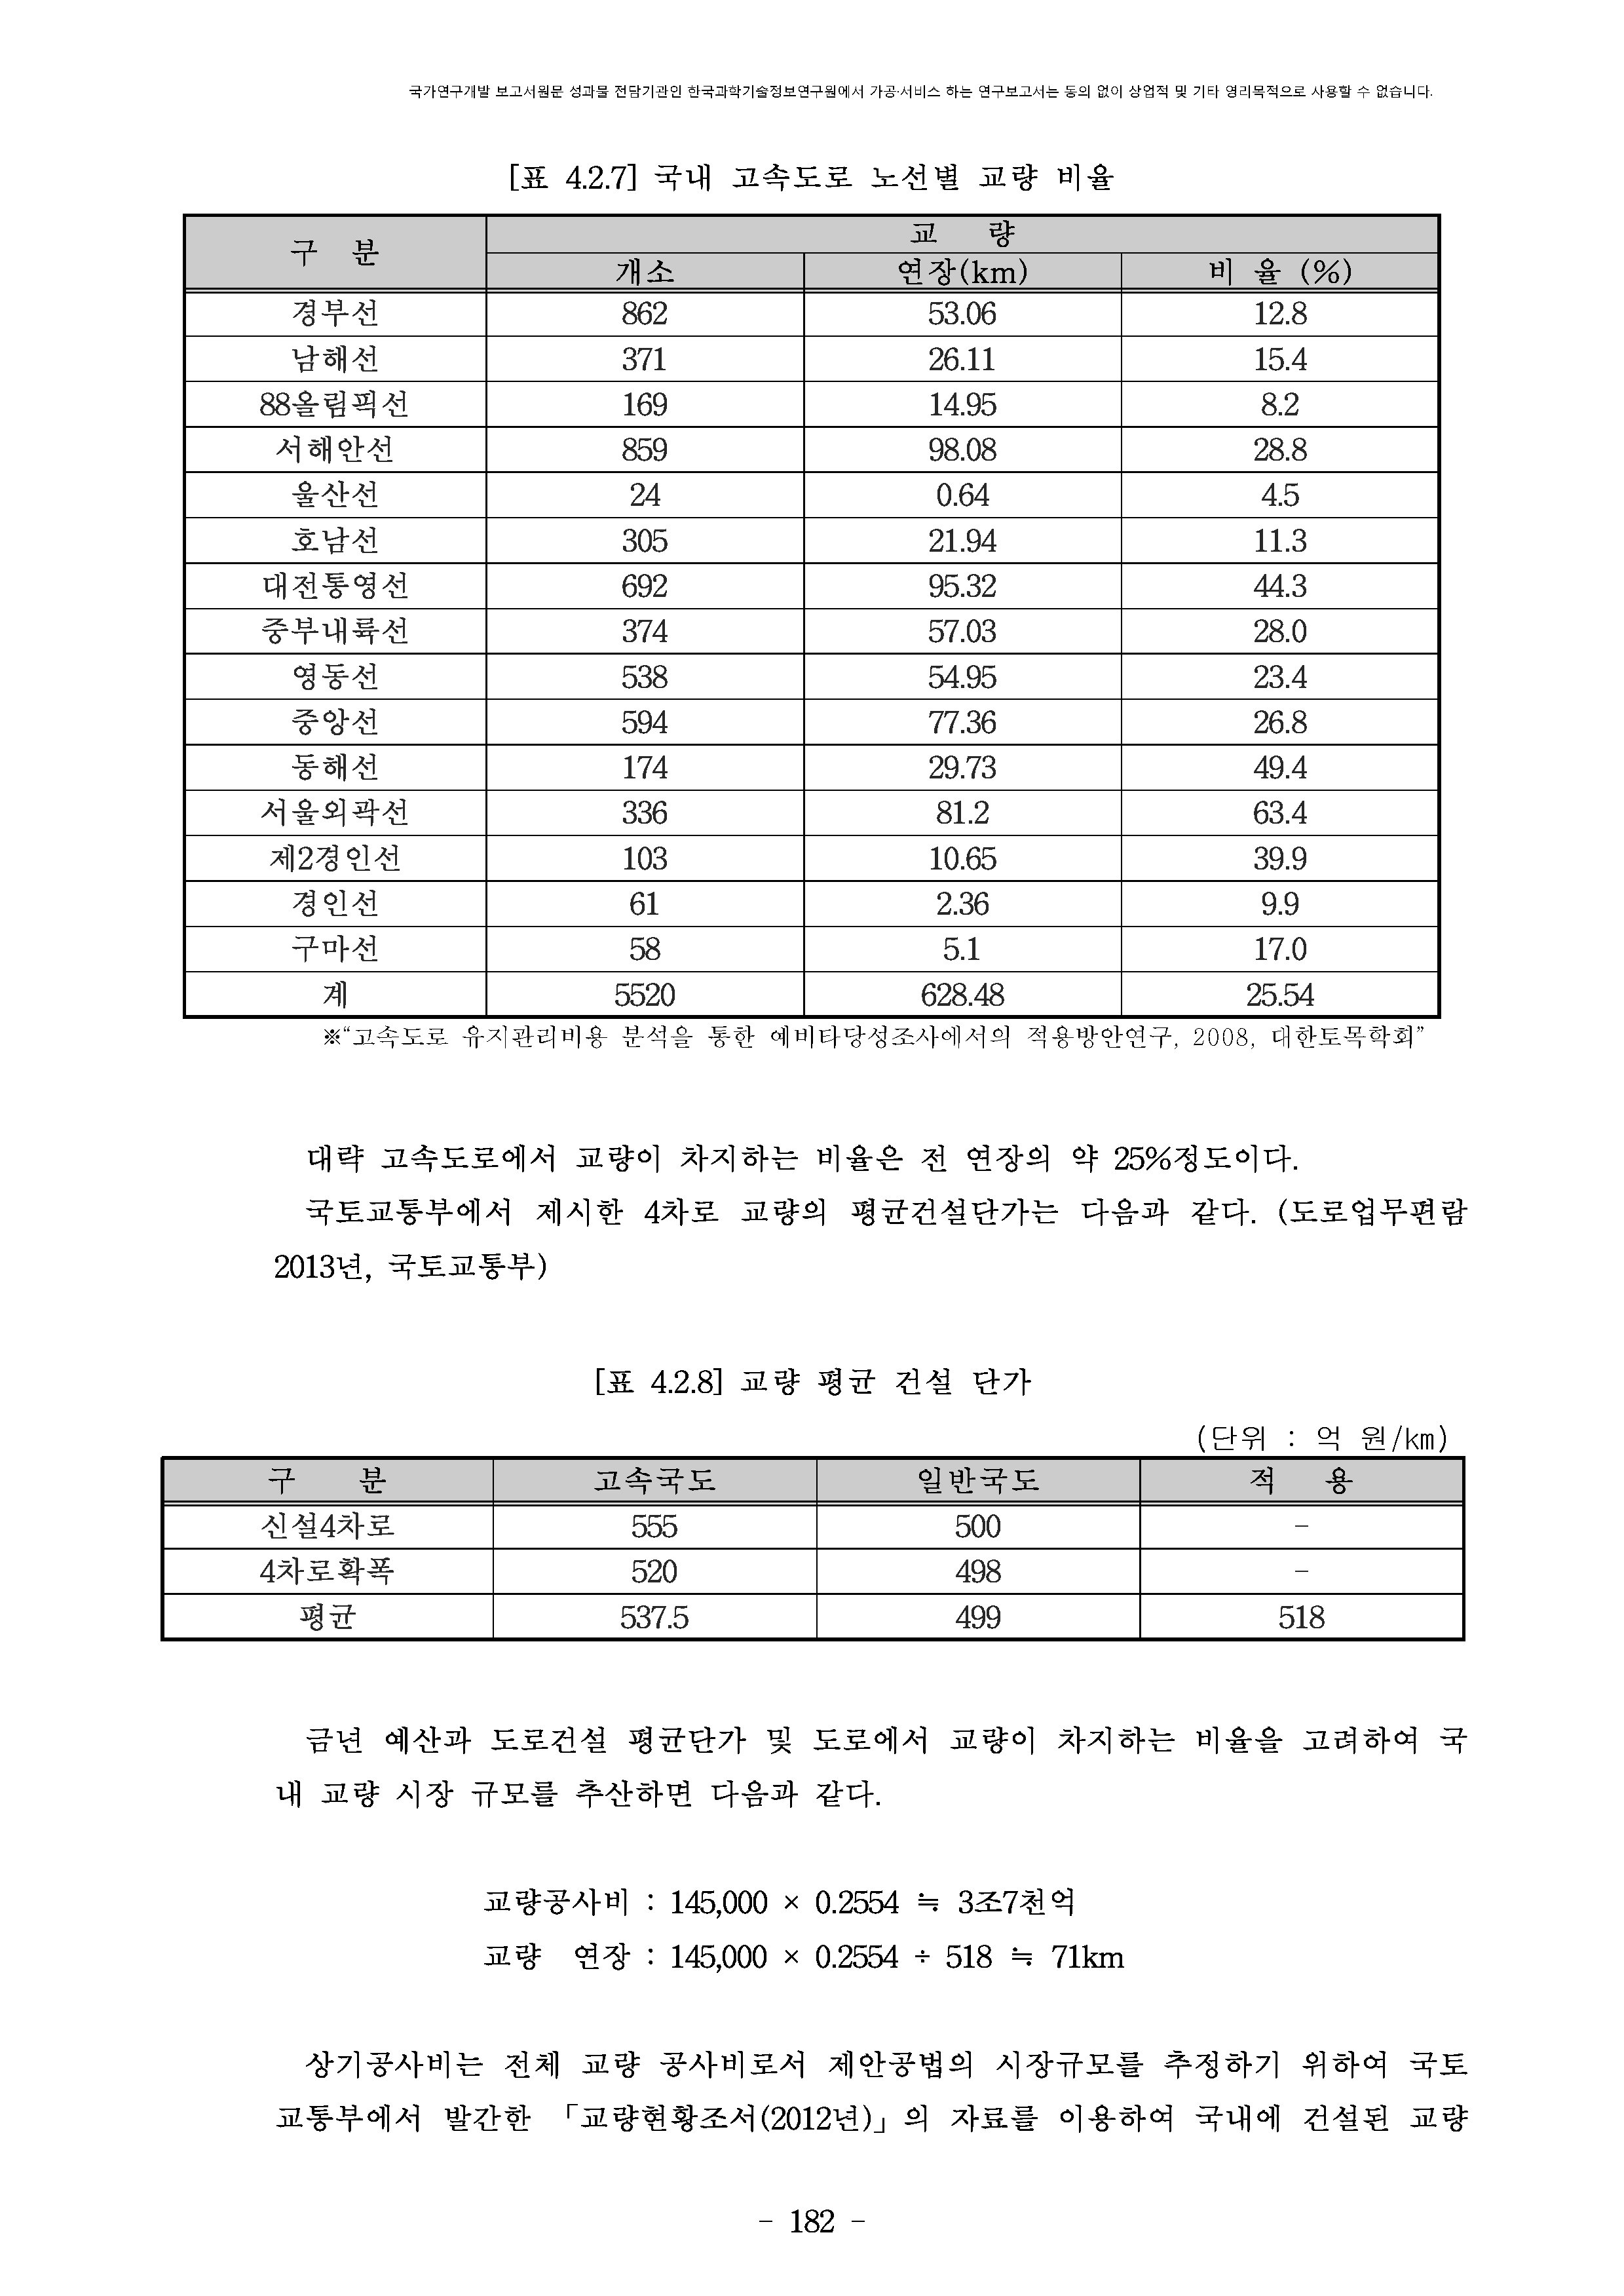 국가연구개발 보고서원문 성과물 전담기관인 한국과학기술정보연구원에서 가공·서비스 하는 연구보고서는 동의 없이 상업적 및 기타 영리목적으로 사용할 수 없습니다.
[표 4.2.7] 국내 고속도로 노선별 교량 비율
구 분 교 량
개소 연장(km) 비 율 (%)
경부선 862 53.06 12.8
남해선 371 26.11 15.4
88올림픽선 169 14.95 8.2
서해안선 859 98.08 28.8
울산선 24 0.64 4.5
호남선 305 21.94 11.3
대전통영선 692 95.32 44.3
중부내륙선 374 57.03 28.0
영동선 538 54.95 23.4
중앙선 594 77.36 26.8
동해선 174 29.73 49.4
서울외곽선 336 81.2 63.4
제2경인선 103 10.65 39.9
경인선 61 2.36 9.9
구마선 58 5.1 17.0
계 5520 628.48 25.54
※“고속도로 유지관리비용 분석을 통한 예비타당성조사에서의 적용방안연구, 2008, 대한토목학회”
대략 고속도로에서 교량이 차지하는 비율은 전 연장의 약 25%정도이다.
국토교통부에서 제시한 4차로 교량의 평균건설단가는 다음과 같다. (도로업무편람
2013년, 국토교통부)
[표 4.2.8] 교량 평균 건설 단가
(단위 : 억 원/km)
구 분 고속국도 일반국도 적 용
신설4차로 555 500 -
4차로확폭 520 498 -
평균 537.5 499 518
금년 예산과 도로건설 평균단가 및 도로에서 교량이 차지하는 비율을 고려하여 국
내 교량 시장 규모를 추산하면 다음과 같다.
교량공사비 : 145,000 × 0.2554 ≒ 3조7천억
교량 연장 : 145,000 × 0.2554 ÷ 518 ≒ 71km
상기공사비는 전체 교량 공사비로서 제안공법의 시장규모를 추정하기 위하여 국토
교통부에서 발간한 「교량현황조서(2012년)」의 자료를 이용하여 국내에 건설된 교량
- 182 -